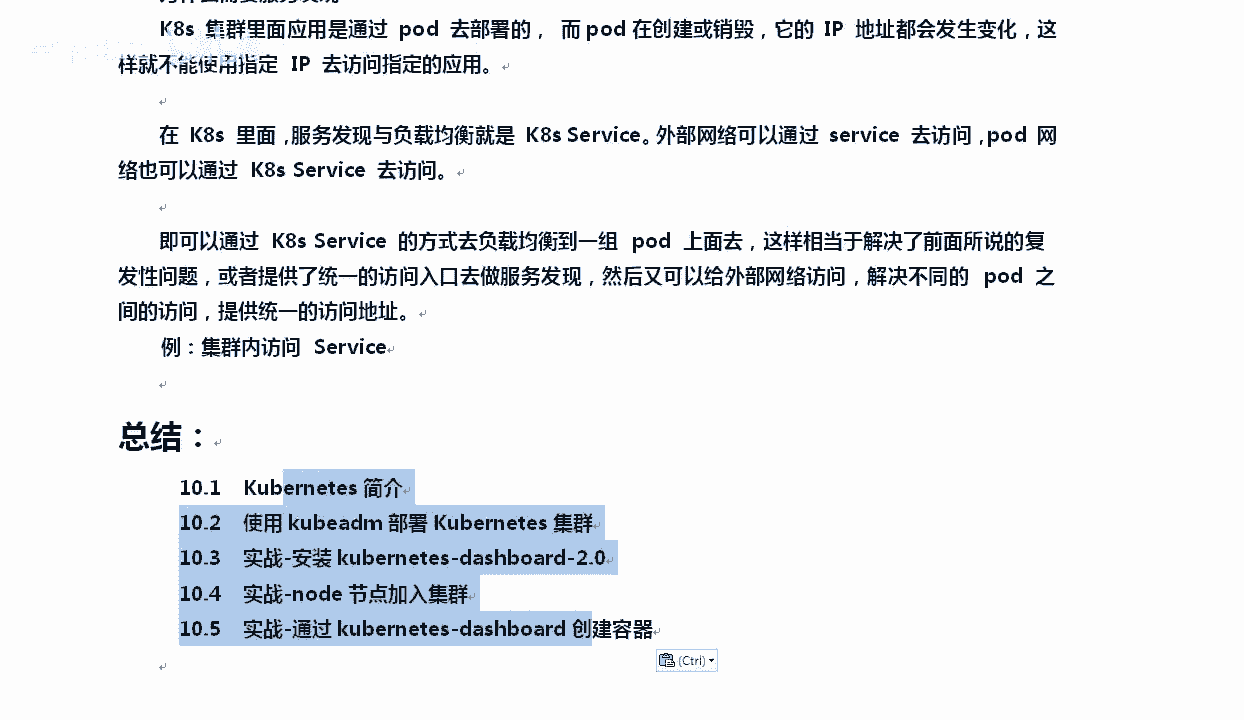 K8s 集群里面应用是通过 pod 去部署的， 而 pod 在创建或销毁，它的 IP 地址都会发生变化，这
样就不能使用指定 IP 去访问指定的应用。
在 K8s 里面，服务发现与负载均衡就是 K8s Service。外部网络可以通过 service 去访问，pod 网
络也可以通过 K8s Service 去访问。
即可以通过 K8s Service 的方式去负载均衡到一组 pod 上面去，这样相当于解决了前面所说的复
发性问题，或者提供了统一的访问入口去做服务发现，然后又可以给外部网络访问，解决不同的 pod 之
间的访问，提供统一的访问地址。
例：集群内访问 Service
总结：
10.1 Kubernetes 简介
10.2 使用 kubeadm 部署 Kubernetes 集群
10.3 实战-安装 kubernetes-dashboard-2.0
10.4 实战-node 节点加入集群
10.5 实战-通过 kubernetes-dashboard 创建容器
(Ctrl)